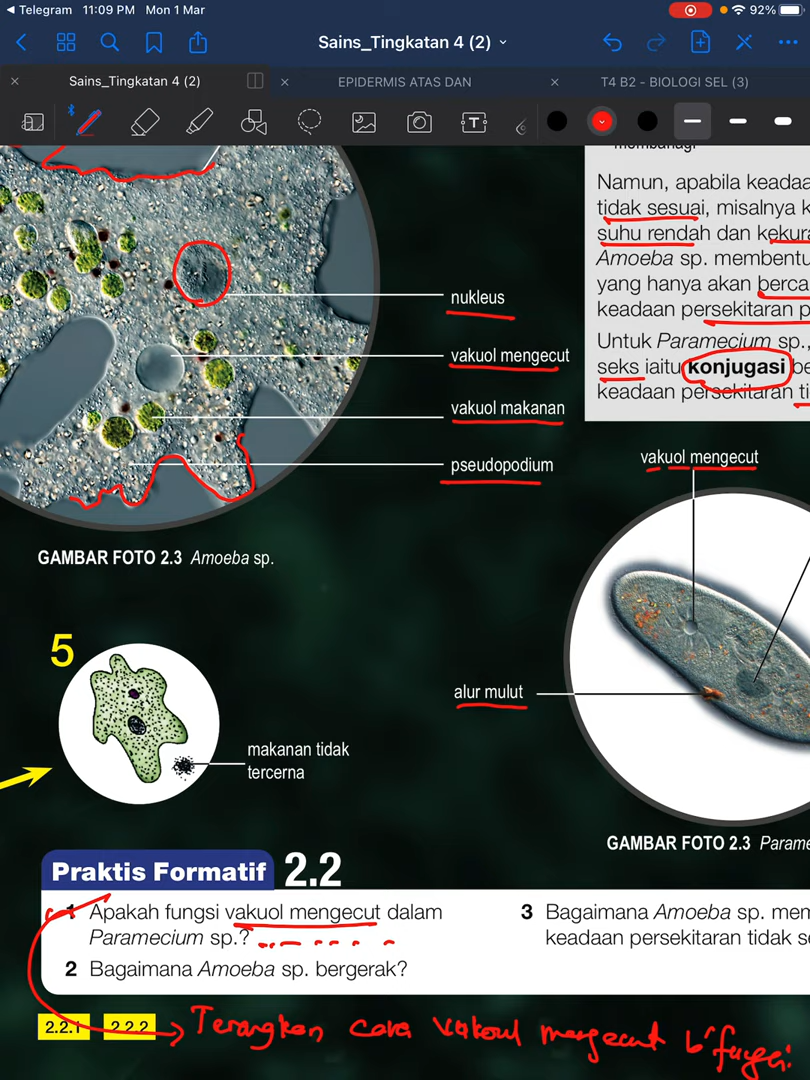 Telegram 11:09 PM Mon 1 Mar 92%
Sains_Tingkatan 4 (2)
Sains_Tingkatan 4 (2) EPIDERMIS ATAS DAN T4 B2 - BIOLOGI SEL (3)
Namun, apabila keadaa
tidak sesuai, misalnya k
suhu rendah dan kekura
Amoeba sp. membentu
yang hanya akan berca
keadaan persekitaran p
Untuk Paramecium sp.,
seks iaitu konjugasi be
keadaan persekitaran ti
nukleus
vakuol mengecut
vakuol makanan
pseudopodium
GAMBAR FOTO 2.3 Amoeba sp.
vakuol mengecut
alur mulut
GAMBAR FOTO 2.3 Parame
5
makanan tidak
tercerna
Praktis Formatif 2.2
1 Apakah fungsi vakuol mengecut dalam
Paramecium sp.?
2 Bagaimana Amoeba sp. bergerak?
3 Bagaimana Amoeba sp. mem
keadaan persekitaran tidak se
2.2.1 2.2.2
Terangkan cara vakuol mengecut b'fungsi.